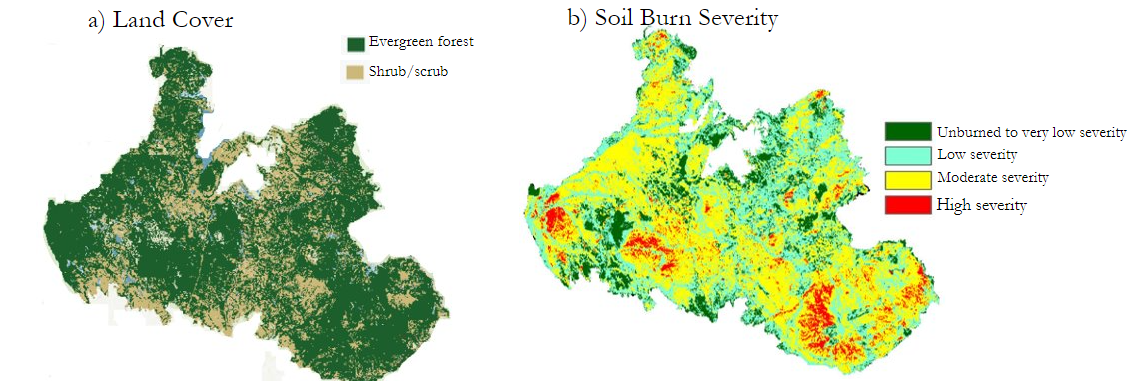 a) Land Cover
Evergreen forest
Shrub/scrub
b) Soil Burn Severity
Unburned to very low severity
Low severity
Moderate severity
High severity